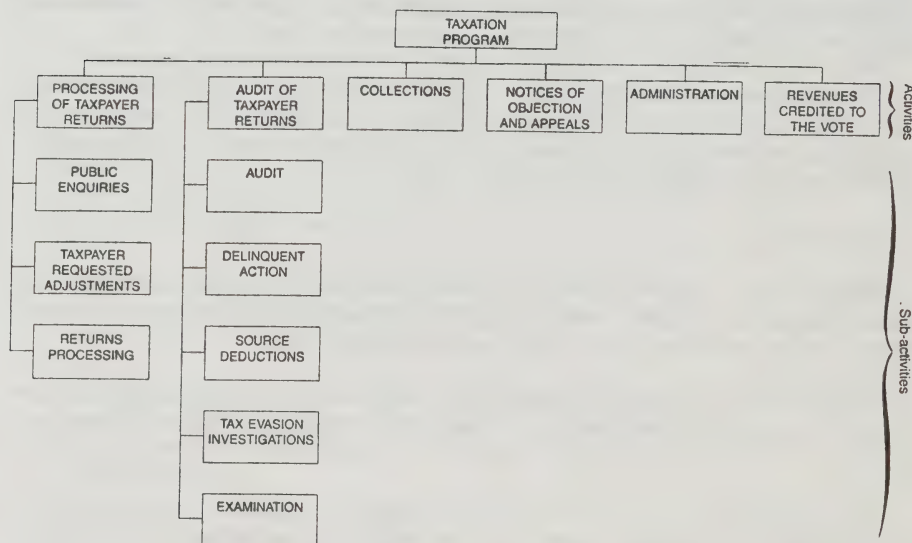 TAXATION
PROGRAM
PROCESSING
OF TAXPAYER
RETURNS
AUDIT OF
TAXPAYER
RETURNS
COLLECTIONS
NOTICES OF
OBJECTION
AND APPEALS
ADMINISTRATION
REVENUES
CREDITED TO
THE VOTE
Activities
PUBLIC
ENQUIRIES
TAXPAYER
REQUESTED
ADJUSTMENTS
RETURNS
PROCESSING
AUDIT
DELINQUENT
ACTION
SOURCE
DEDUCTIONS
TAX EVASION
INVESTIGATIONS
EXAMINATION
Sub-activities